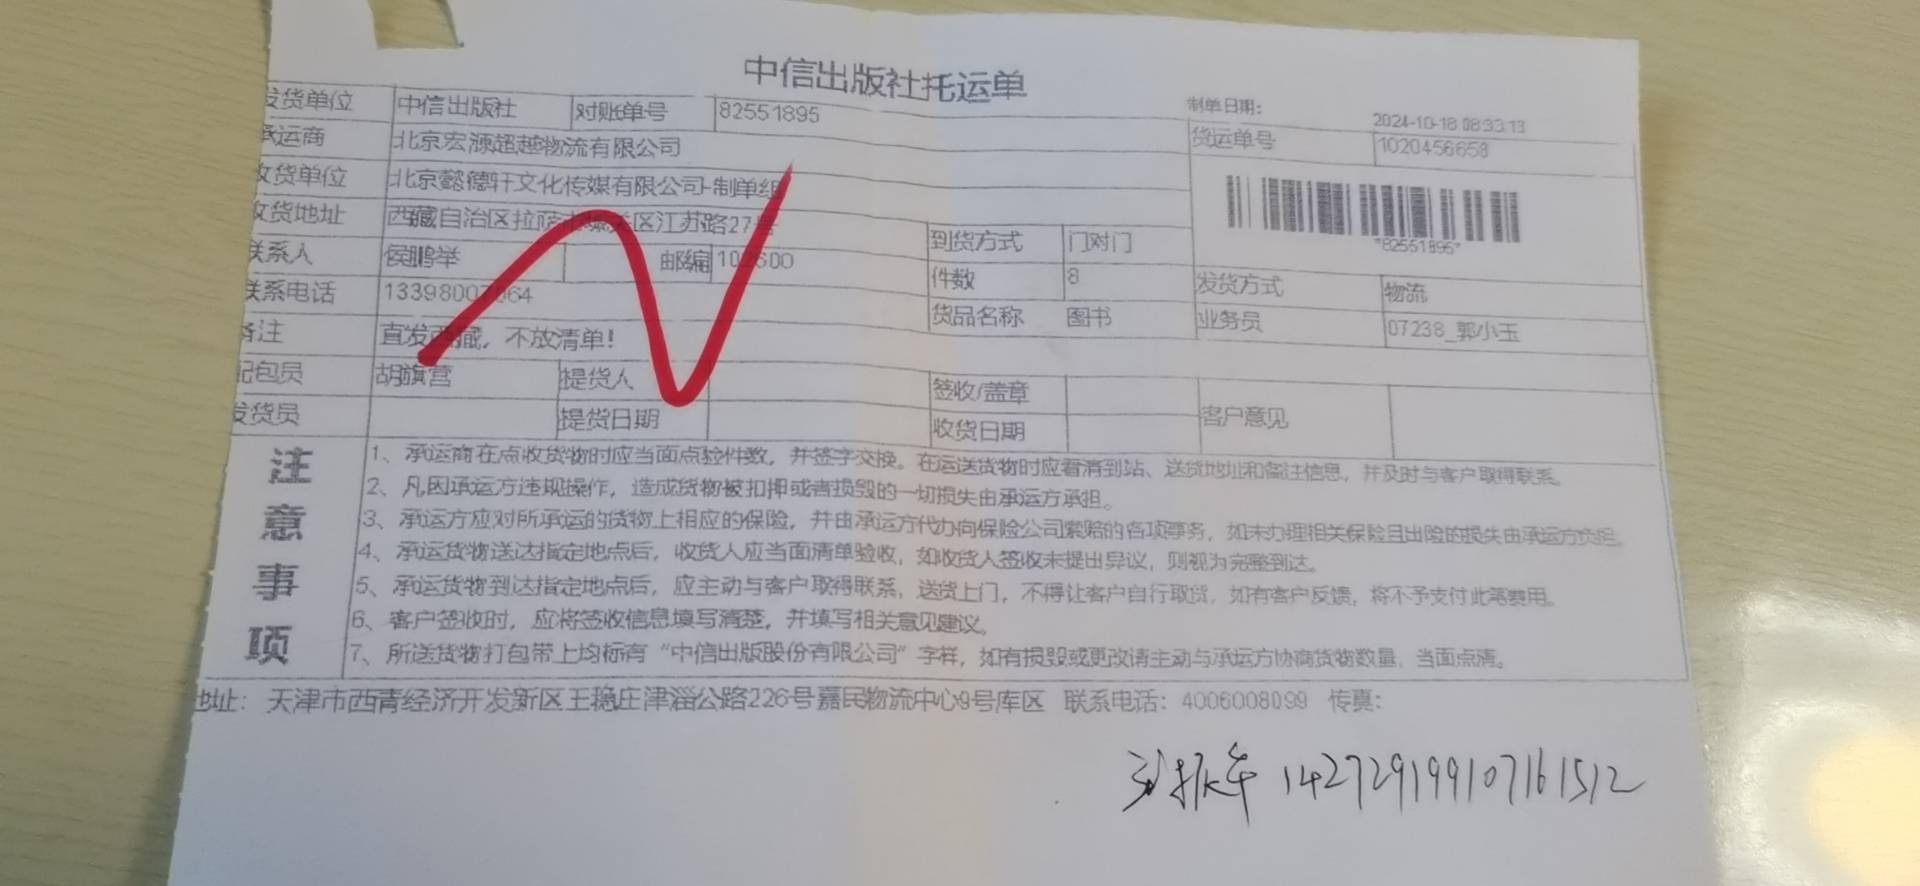 中信出版社托运单
制单日期: 2024-10-18 08:33:13
发货单位 中信出版社 对账单号 82551895 货运单号 1020456658
承运商 北京宏源超越物流有限公司
收货单位 北京懿德轩文化传媒有限公司-制单组
*82551895*
收货地址 西藏自治区拉萨市城关区江苏路27号 到货方式 门对门
联系人 侯鹏举 邮编 102600 件数 8 发货方式 物流
联系电话 货品名称 图书 业务员 07238_郭小玉
备注 直发西藏，不放清单！
配包员 胡旗营 提货人 签收/盖章 客户意见
发货员 提货日期 收货日期
注意事项
1、承运商在点收货物时应当面点验件数，并签字交换。在运送货物时应看清到站、送货地址和备注信息，并及时与客户取得联系。
2、凡因承运方违规操作，造成货物被扣押或者损毁的一切损失由承运方承担。
3、承运方应对所承运的货物上相应的保险，并由承运方代办向保险公司索赔的各项事务，如未办理相关保险且出险的损失由承运方负担。
4、承运货物送达指定地点后，收货人应当面清单验收，如收货人签收未提出异议，则视为完整到达。
5、承运货物到达指定地点后，应主动与客户取得联系，送货上门，不得让客户自行取货，如有客户反馈，将不予支付此笔费用。
6、客户签收时，应将签收信息填写清楚，并填写相关意见建议。
7、所送货物打包带上均标有“中信出版股份有限公司”字样，如有损毁或更改请主动与承运方协商货物数量，当面点清。
地址：天津市西青经济开发新区王稳庄津淄公路226号嘉民物流中心9号库区 联系电话：4006008099 传真：
142729199107161512